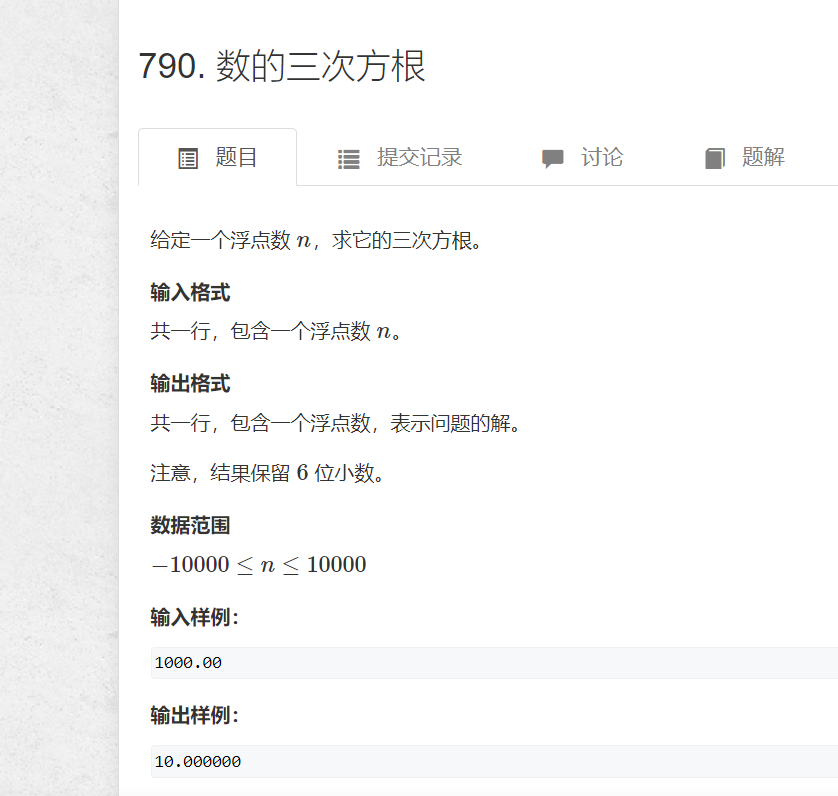 790. 数的三次方根
题目 提交记录 讨论 题解
给定一个浮点数 n，求它的三次方根。
输入格式
共一行，包含一个浮点数 n。
输出格式
共一行，包含一个浮点数，表示问题的解。
注意，结果保留 6 位小数。
数据范围
−10000 ≤ n ≤ 10000
输入样例：
1000.00
输出样例：
10.000000